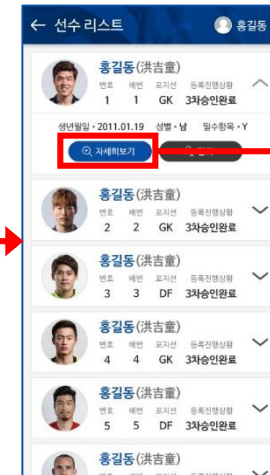 ← 선수 리스트 홍길동
홍길동(洪吉童)
번호 배번 포지션 등록진행상황
1 1 GK 3차승인완료
생년월일 • 2011.01.19 성별 • 남 필수항목 • Y
자세히보기
홍길동(洪吉童)
번호 배번 포지션 등록진행상황
2 2 GK 3차승인완료
홍길동(洪吉童)
번호 배번 포지션 등록진행상황
3 3 DF 3차승인완료
홍길동(洪吉童)
번호 배번 포지션 등록진행상황
4 4 GK 3차승인완료
홍길동(洪吉童)
번호 배번 포지션 등록진행상황
5 5 DF 3차승인완료
홍길동(洪吉童)